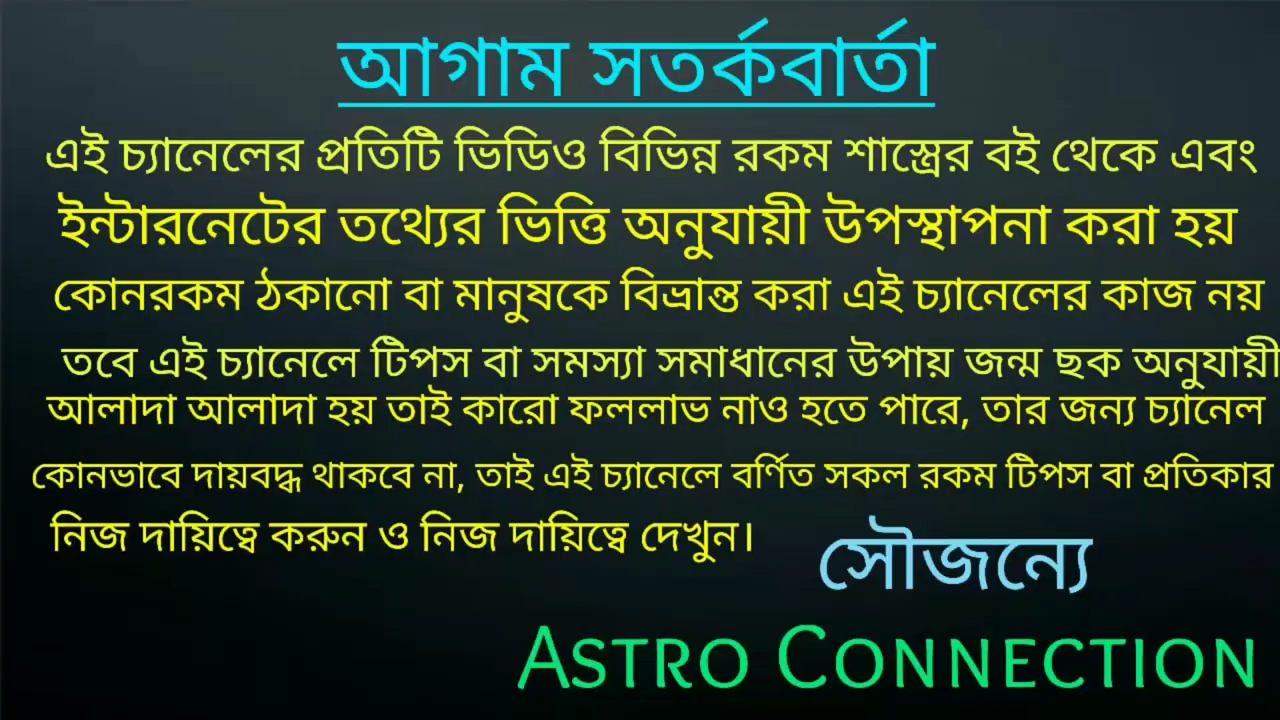 আগাম সতর্কবার্তা
এই চ্যানেলের প্রতিটি ভিডিও বিভিন্ন রকম শাস্ত্রের বই থেকে এবং
ইন্টারনেটের তথ্যের ভিত্তি অনুযায়ী উপস্থাপনা করা হয়
কোনরকম ঠকানো বা মানুষকে বিভ্রান্ত করা এই চ্যানেলের কাজ নয়
তবে এই চ্যানেলে টিপস বা সমস্যা সমাধানের উপায় জন্ম ছক অনুযায়ী
আলাদা আলাদা হয় তাই কারো ফললাভ নাও হতে পারে, তার জন্য চ্যানেল
কোনভাবে দায়বদ্ধ থাকবে না, তাই এই চ্যানেলে বর্ণিত সকল রকম টিপস বা প্রতিকার
নিজ দায়িত্বে করুন ও নিজ দায়িত্বে দেখুন।
সৌজন্যে
Astro Connection